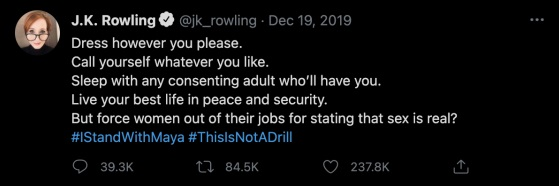 J.K. Rowling @jk_rowling · Dec 19, 2019 ...
Dress however you please.
Call yourself whatever you like.
Sleep with any consenting adult who'll have you.
Live your best life in peace and security.
But force women out of their jobs for stating that sex is real?
#IStandWithMaya #ThisIsNotADrill
39.3K 84.5K 237.8K